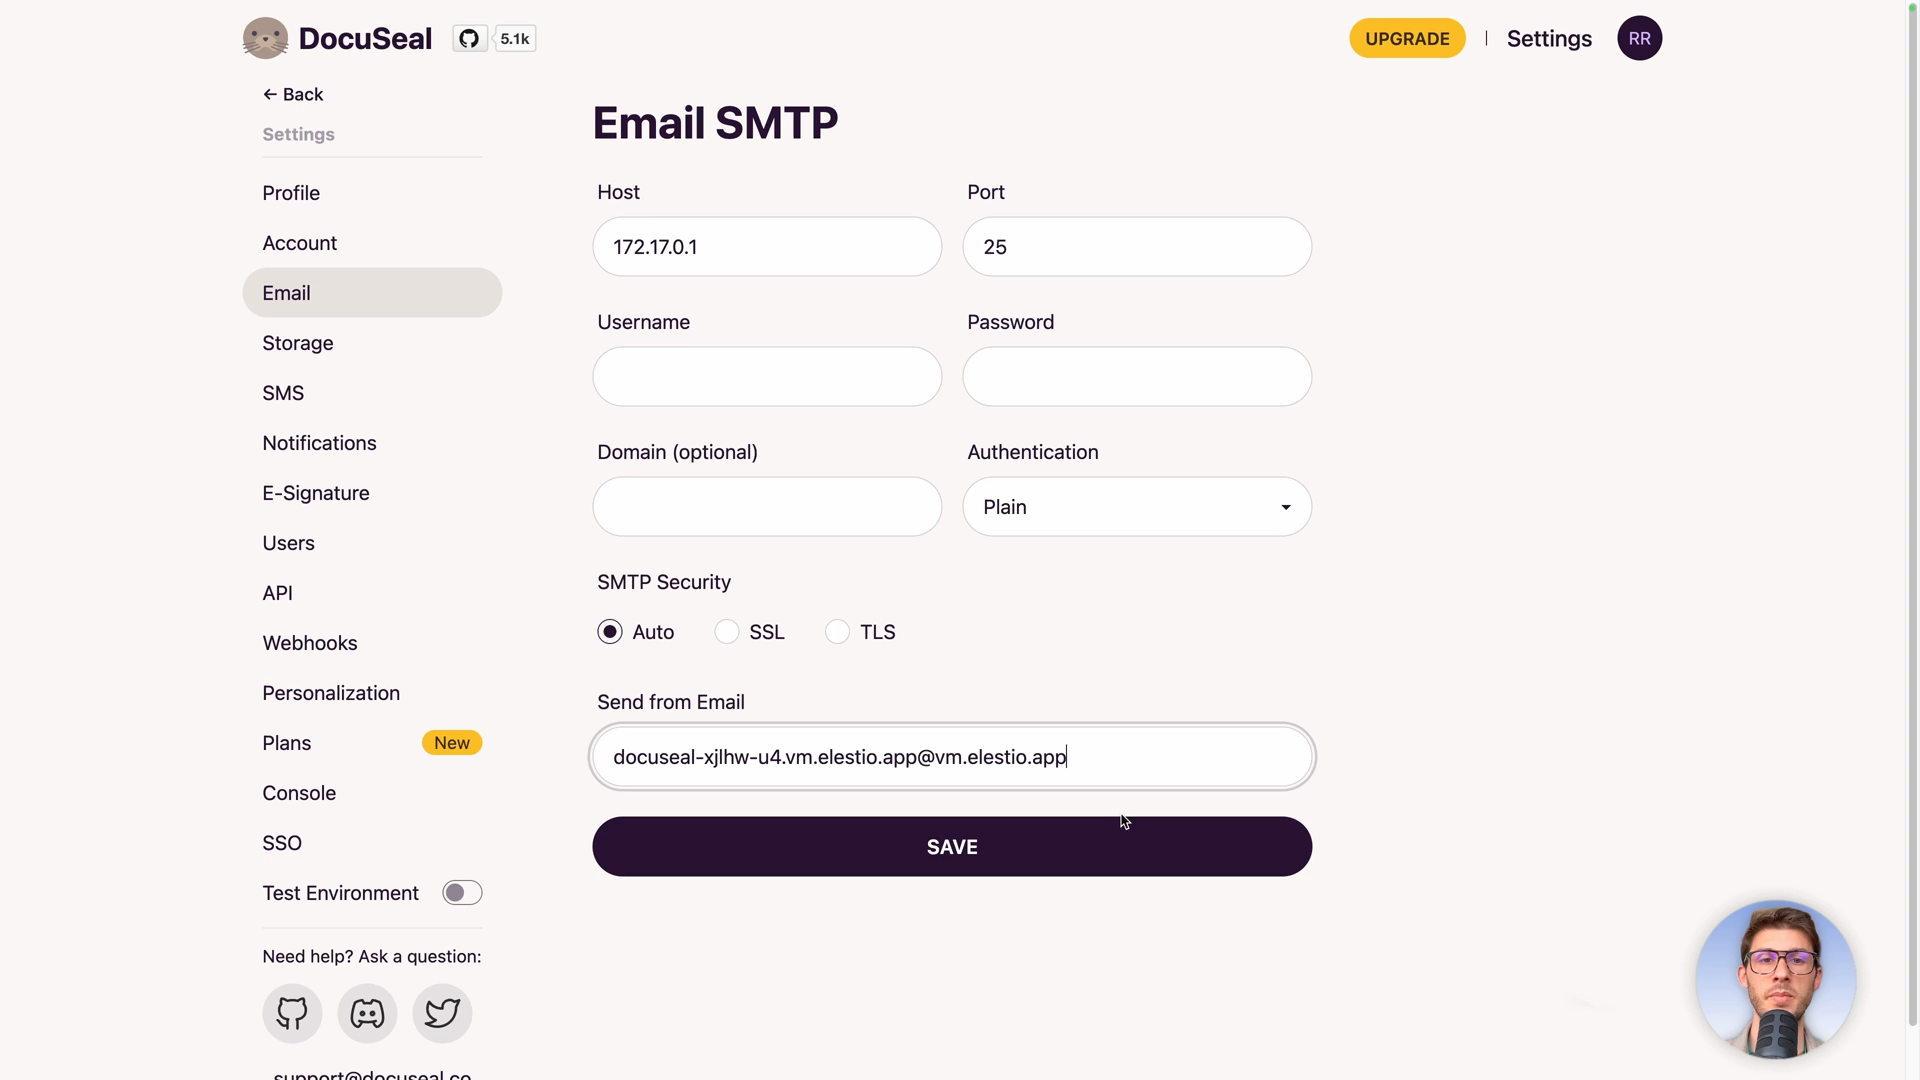 DocuSeal
5.1k
UPGRADE
Settings
RR
← Back
Settings
Profile
Account
Email
Storage
SMS
Notifications
E-Signature
Users
API
Webhooks
Personalization
Plans
New
Console
SSO
Test Environment
Need help? Ask a question:
support@docuseal.co
Email SMTP
Host
Port
172.17.0.1
25
Username
Password
Domain (optional)
Authentication
Plain
SMTP Security
Auto
SSL
TLS
Send from Email
docuseal-xjlhw-u4.vm.elestio.app@vm.elestio.app
SAVE